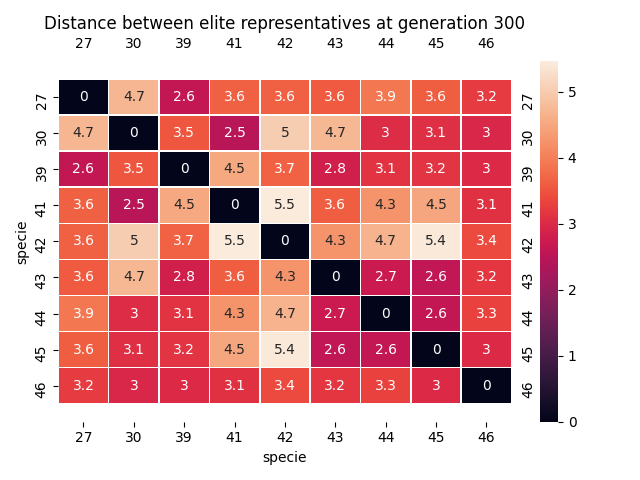 Distance between elite representatives at generation 300
27 30 39 41 42 43 44 45 46
27 0 4.7 2.6 3.6 3.6 3.6 3.9 3.6 3.2 27
30 4.7 0 3.5 2.5 5 4.7 3 3.1 3 30
39 2.6 3.5 0 4.5 3.7 2.8 3.1 3.2 3 39
41 3.6 2.5 4.5 0 5.5 3.6 4.3 4.5 3.1 41
42 3.6 5 3.7 5.5 0 4.3 4.7 5.4 3.4 42
43 3.6 4.7 2.8 3.6 4.3 0 2.7 2.6 3.2 43
44 3.9 3 3.1 4.3 4.7 2.7 0 2.6 3.3 44
45 3.6 3.1 3.2 4.5 5.4 2.6 2.6 0 3 45
46 3.2 3 3 3.1 3.4 3.2 3.3 3 0 46
27 30 39 41 42 43 44 45 46
specie
specie
5
4
3
2
1
0